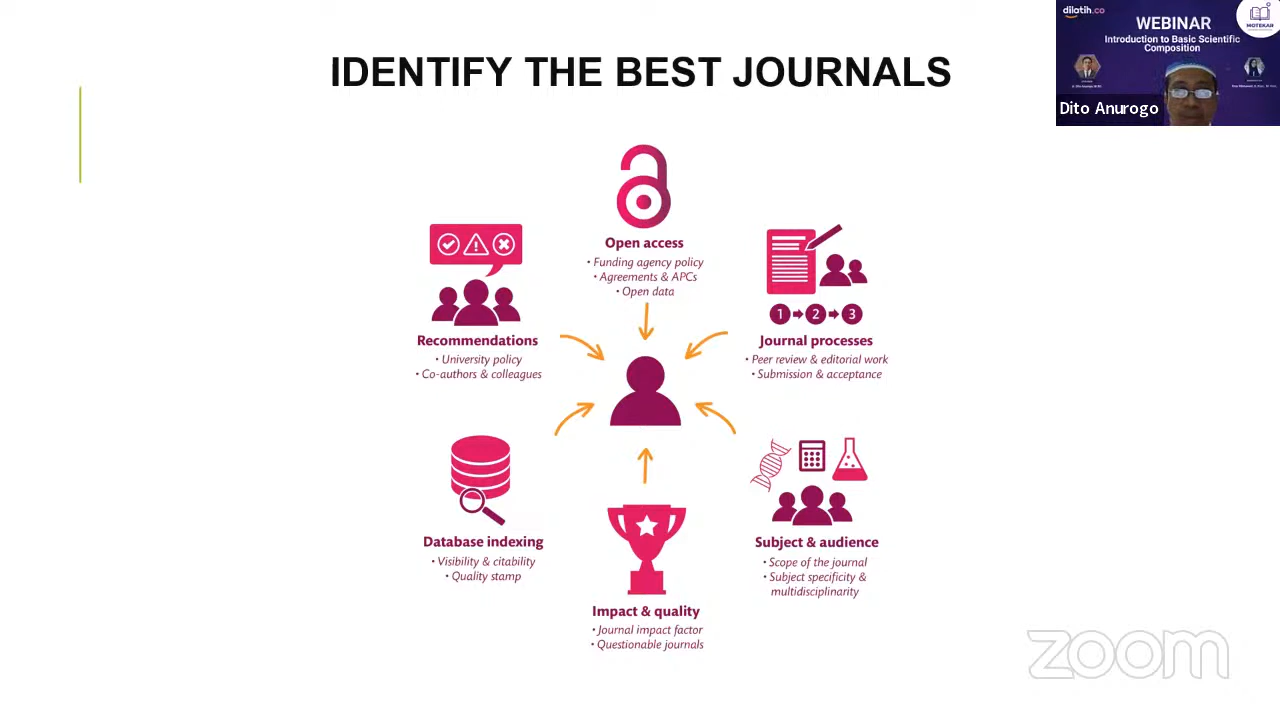 IDENTIFY THE BEST JOURNALS
dilatih.co
WEBINAR
Introduction to Basic Scientific
Composition
MOTEKAR
Dito Anurogo
Open access
• Funding agency policy
• Agreements & APCs
• Open data
Recommendations
• University policy
• Co-authors & colleagues
1 2 3
Journal processes
• Peer review & editorial work
• Submission & acceptance
Database indexing
• Visibility & citability
• Quality stamp
Subject & audience
• Scope of the journal
• Subject specificity &
multidisciplinarity
Impact & quality
• Journal impact factor
• Questionable journals
zoom